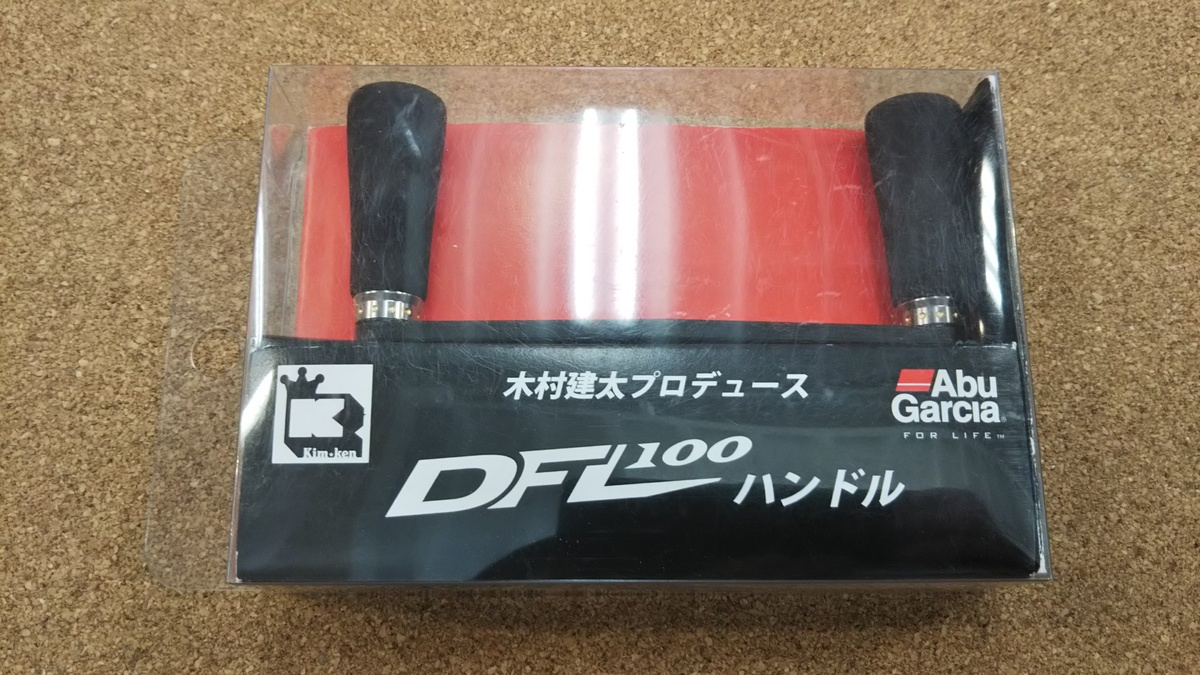 木村建太プロデュース
Abu
Garcia®
FOR LIFE™
Kim・ken
DFL100
ハンドル